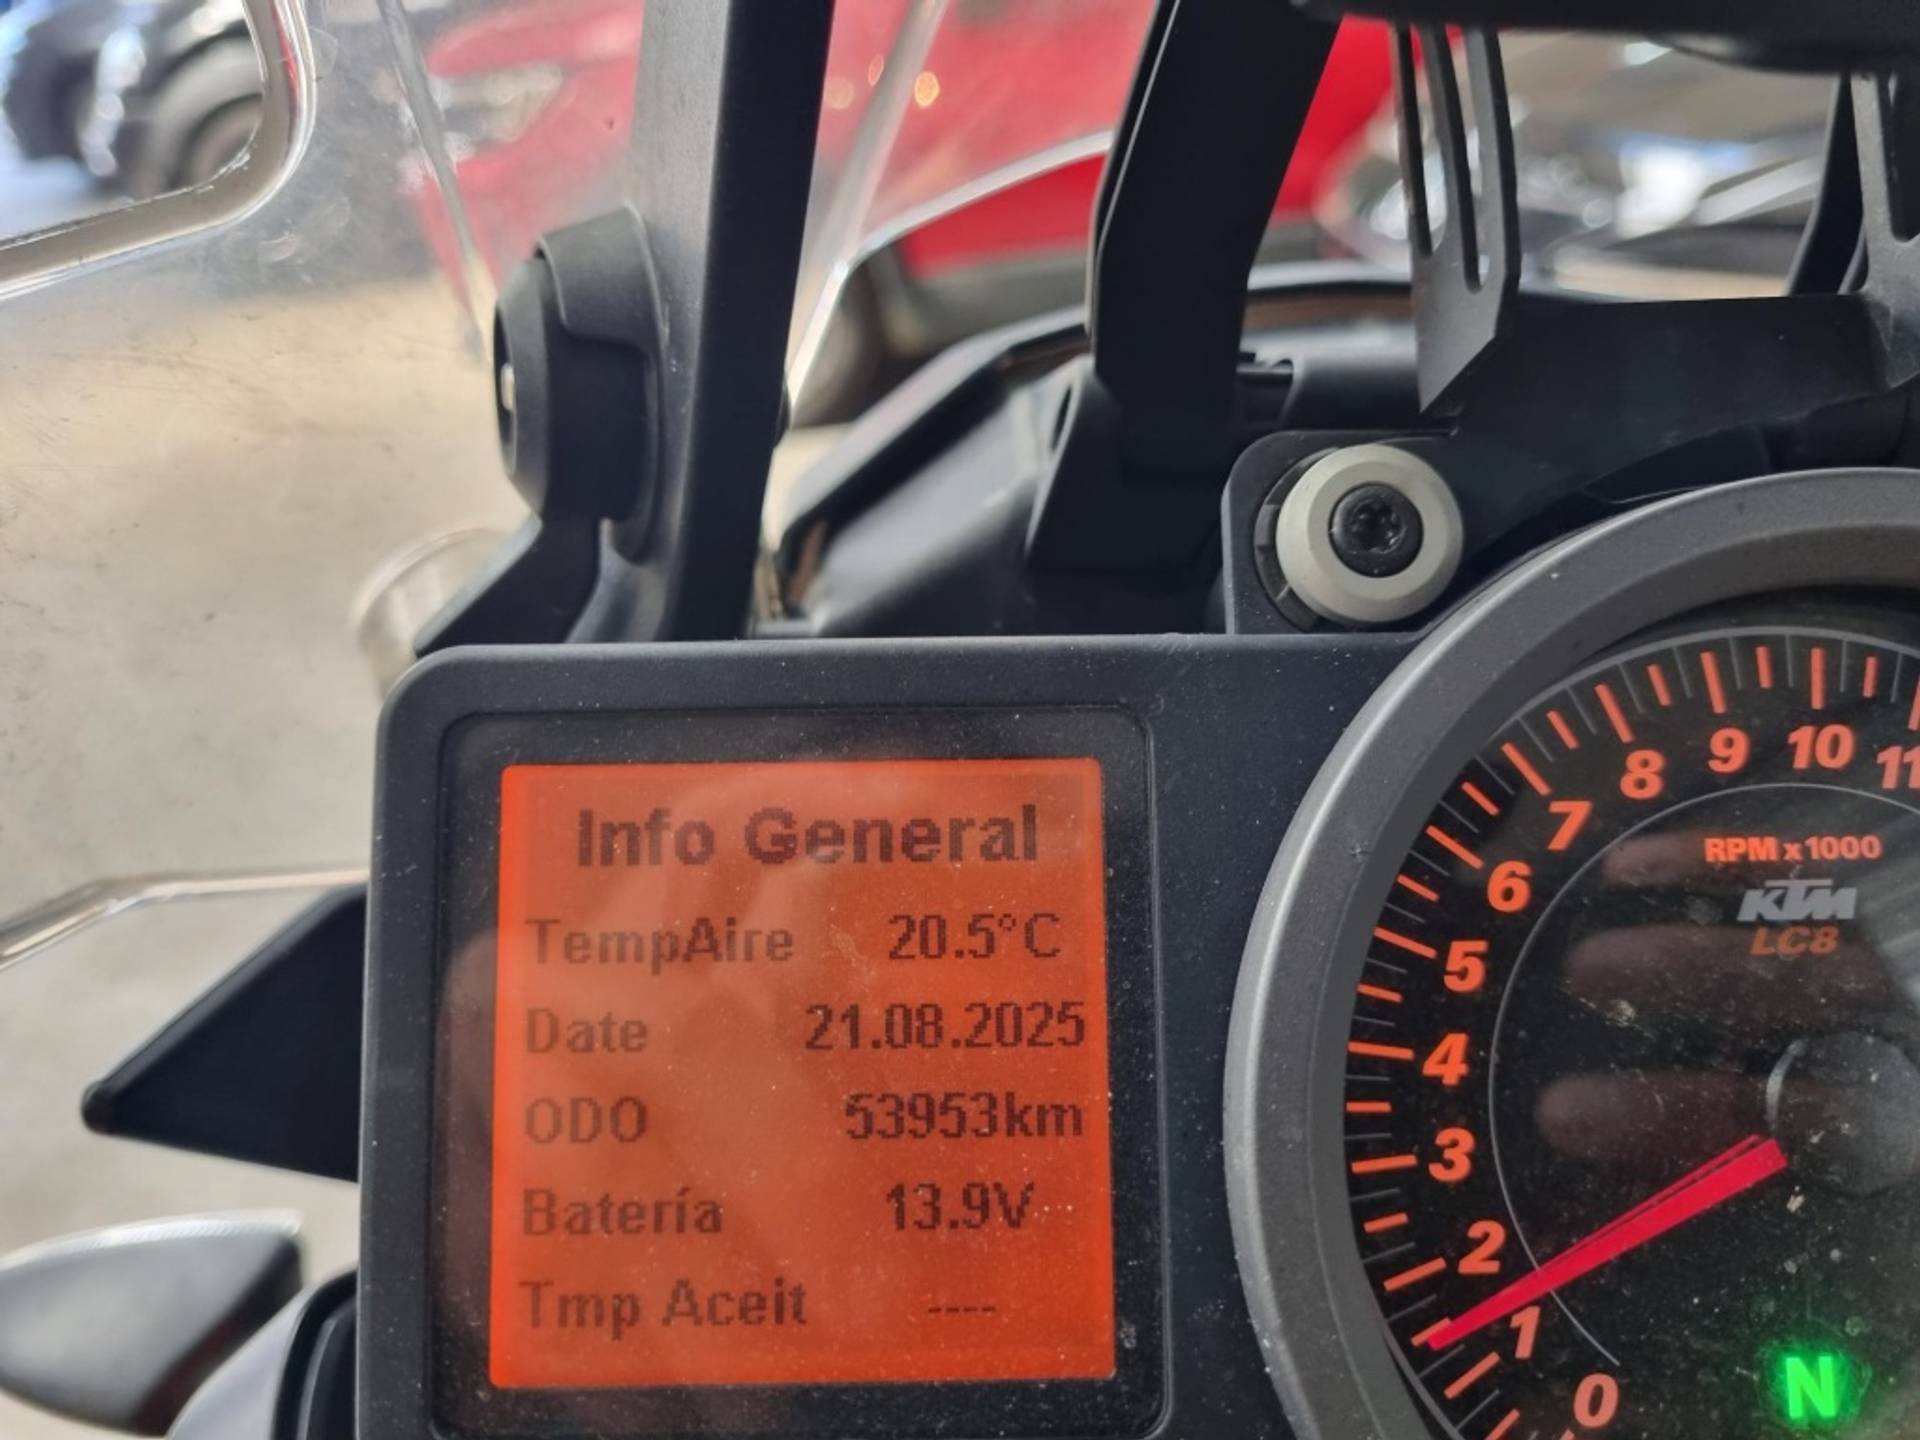 Info General
TempAire 20.5°C
Date 21.08.2025
ODO 53953km
Batería 13.9V
Tmp Aceit ----
0
1
2
3
4
5
6
7
8
9
10
11
RPM x 1000
KTM
LC8
N